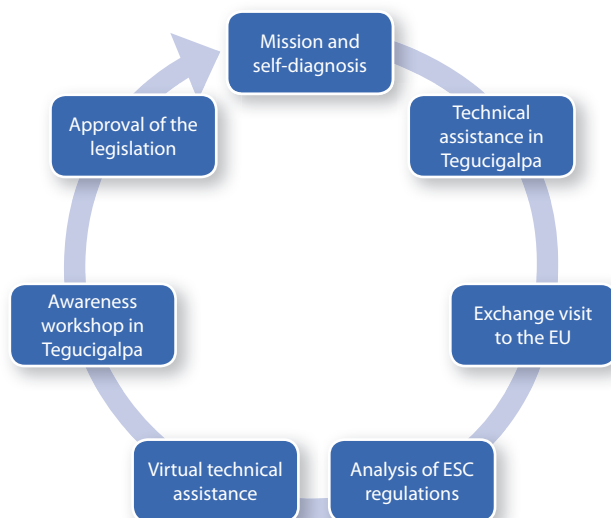 Mission and
self-diagnosis
Technical
assistance in
Tegucigalpa
Exchange visit
to the EU
Analysis of ESC
regulations
Virtual technical
assistance
Awareness
workshop in
Tegucigalpa
Approval of the
legislation